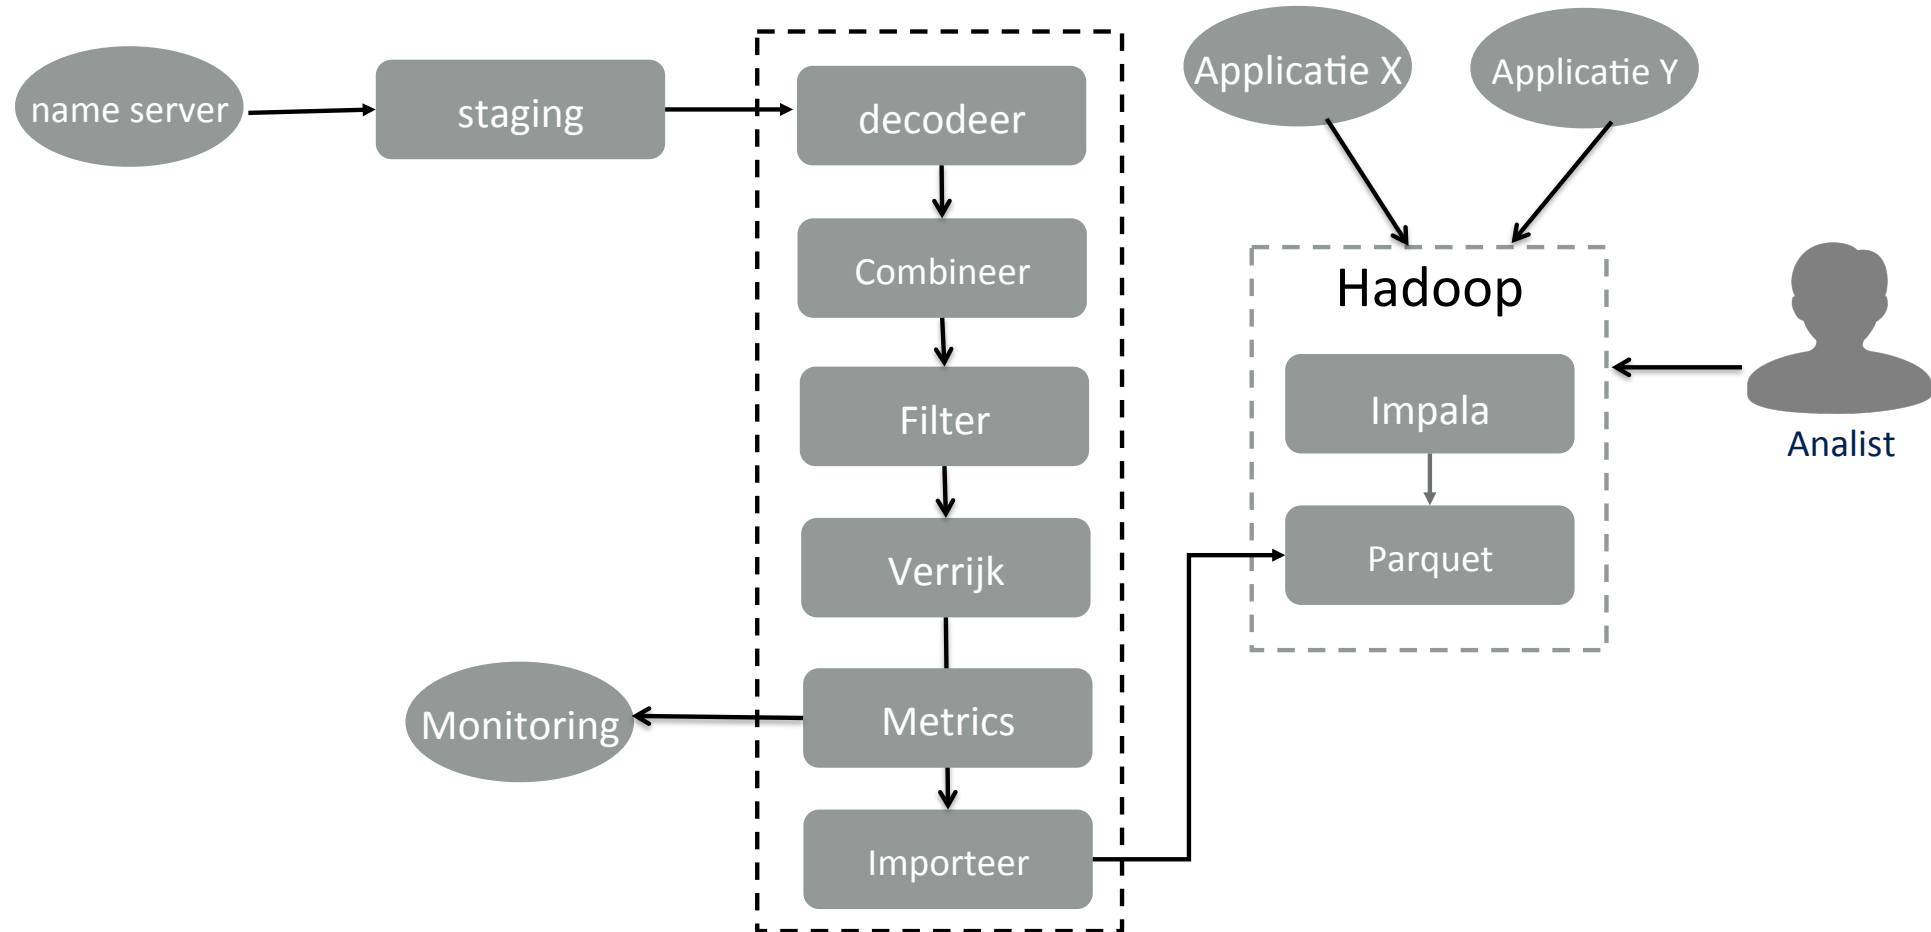 name server
staging
decodeer
Combineer
Filter
Verrijk
Metrics
Monitoring
Importeer
Applicatie X
Applicatie Y
Hadoop
Impala
Parquet
Analist